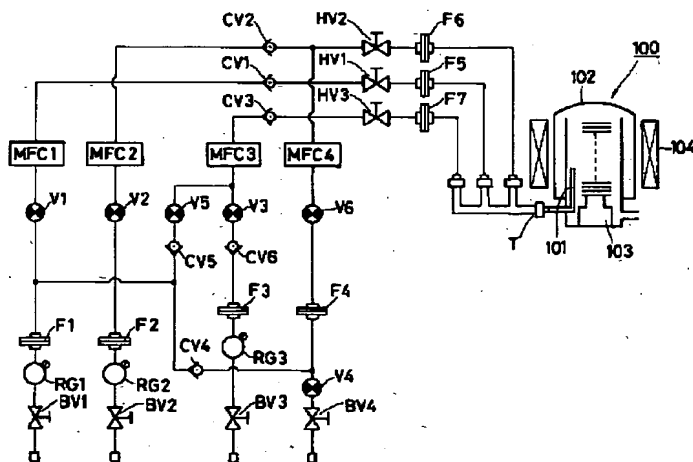 CV2 HV2 F6
CV1 HV1 F5
CV3 HV3 F7
100
102
104
MFC1 MFC2 MFC3 MFC4
V1 V2 V5 V3 V6
CV5 CV6
T 101 103
F1 F2 F3 F4
RG1 RG2 CV4 RG3 V4
BV1 BV2 BV3 BV4